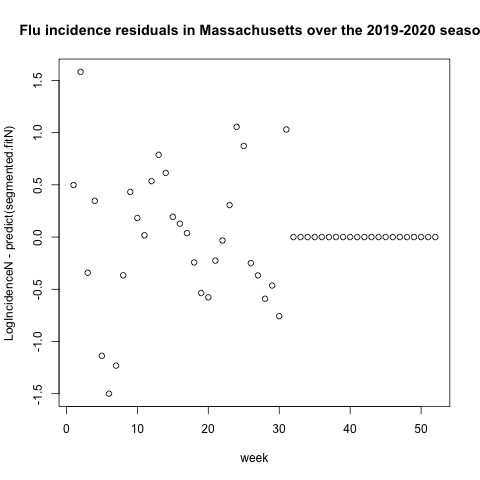 Flu incidence residuals in Massachusetts over the 2019-2020 seaso
LogIncidenceN - predict(segmented.fitN)
1.5
1.0
0.5
0.0
-0.5
-1.0
-1.5
0 10 20 30 40 50
week